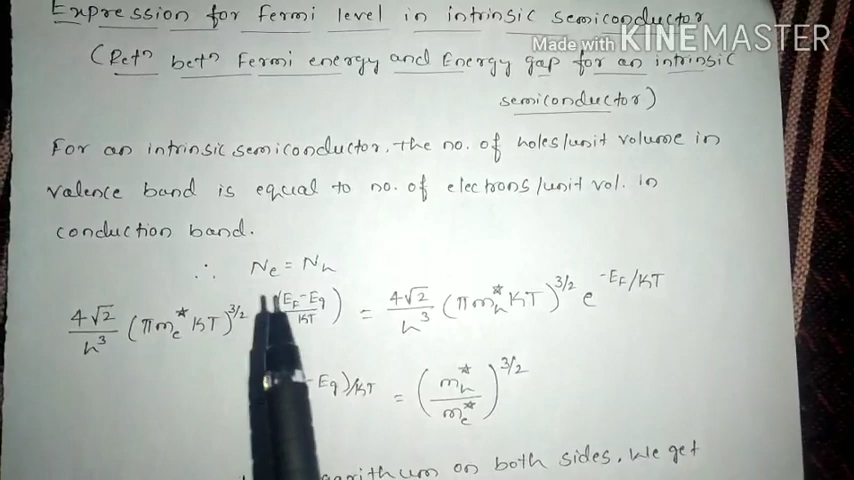 Expression for Fermi level in intrinsic semiconductor
Made with KINEMASTER
(Retn betn Fermi energy and Energy gap for an intrinsic
semiconductor)
For an intrinsic semiconductor, the no. of holes/unit volume in
valence band is equal to no. of electrons/unit vol. in
conduction band.
∴ Ne = Nh
4√2/h³ (πme* KT)^3/2 (EF-Eg/KT) = 4√2/h³ (πmh* KT)^3/2 e^-EF/KT
- Eg)/KT = (mh*/me*)^3/2
on both sides, we get